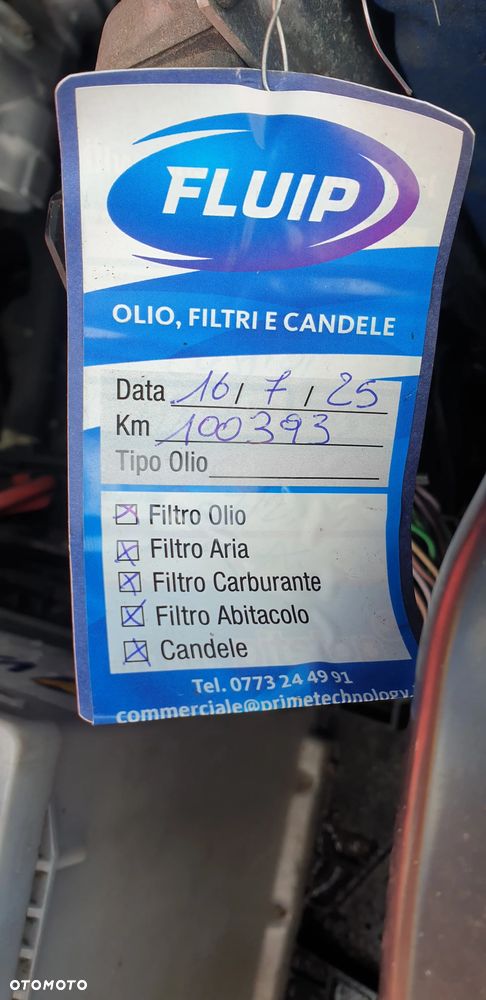 FLUIP
OLIO, FILTRI E CANDELE
Data 16/7/25
Km 100393
Tipo Olio
Filtro Olio
Filtro Aria
Filtro Carburante
Filtro Abitacolo
Candele
Tel. 0773 24 49 91
commerciale@primetechnology.
OTOMOTO